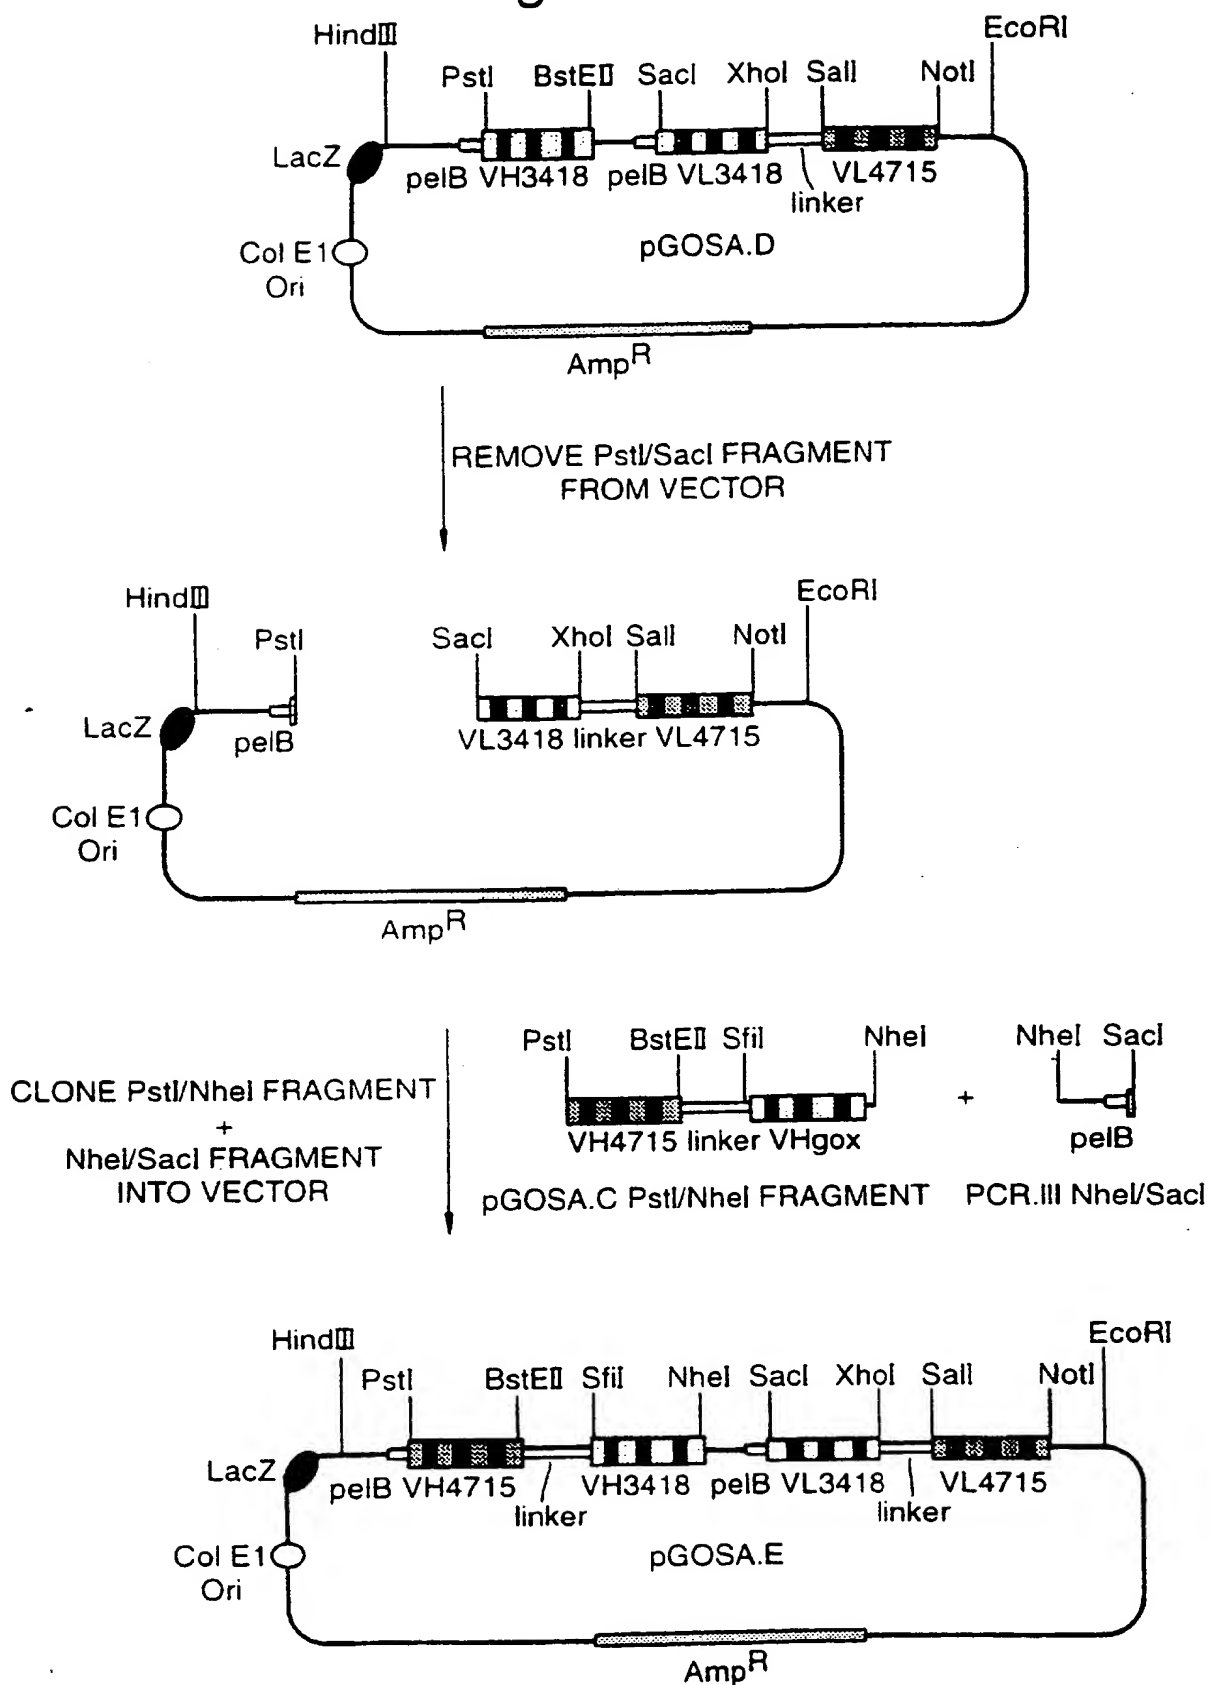 HindIII
EcoRI
PstI BstEII SacI XhoI SalI NotI
LacZ
pelB VH3418 pelB VL3418 VL4715
linker
Col E1
Ori
pGOSA.D
AmpR
REMOVE PstI/SacI FRAGMENT
FROM VECTOR
HindIII
EcoRI
PstI SacI XhoI SalI NotI
LacZ
pelB
VL3418 linker VL4715
Col E1
Ori
AmpR
CLONE PstI/NheI FRAGMENT
+
NheI/SacI FRAGMENT
INTO VECTOR
PstI BstEII SfiI NheI
VH4715 linker VHgox
pGOSA.C PstI/NheI FRAGMENT
+
NheI SacI
pelB
PCR.III NheI/SacI
HindIII
EcoRI
PstI BstEII SfiI NheI SacI XhoI SalI NotI
LacZ
pelB VH4715 VH3418 pelB VL3418 VL4715
linker linker
Col E1
Ori
pGOSA.E
AmpR